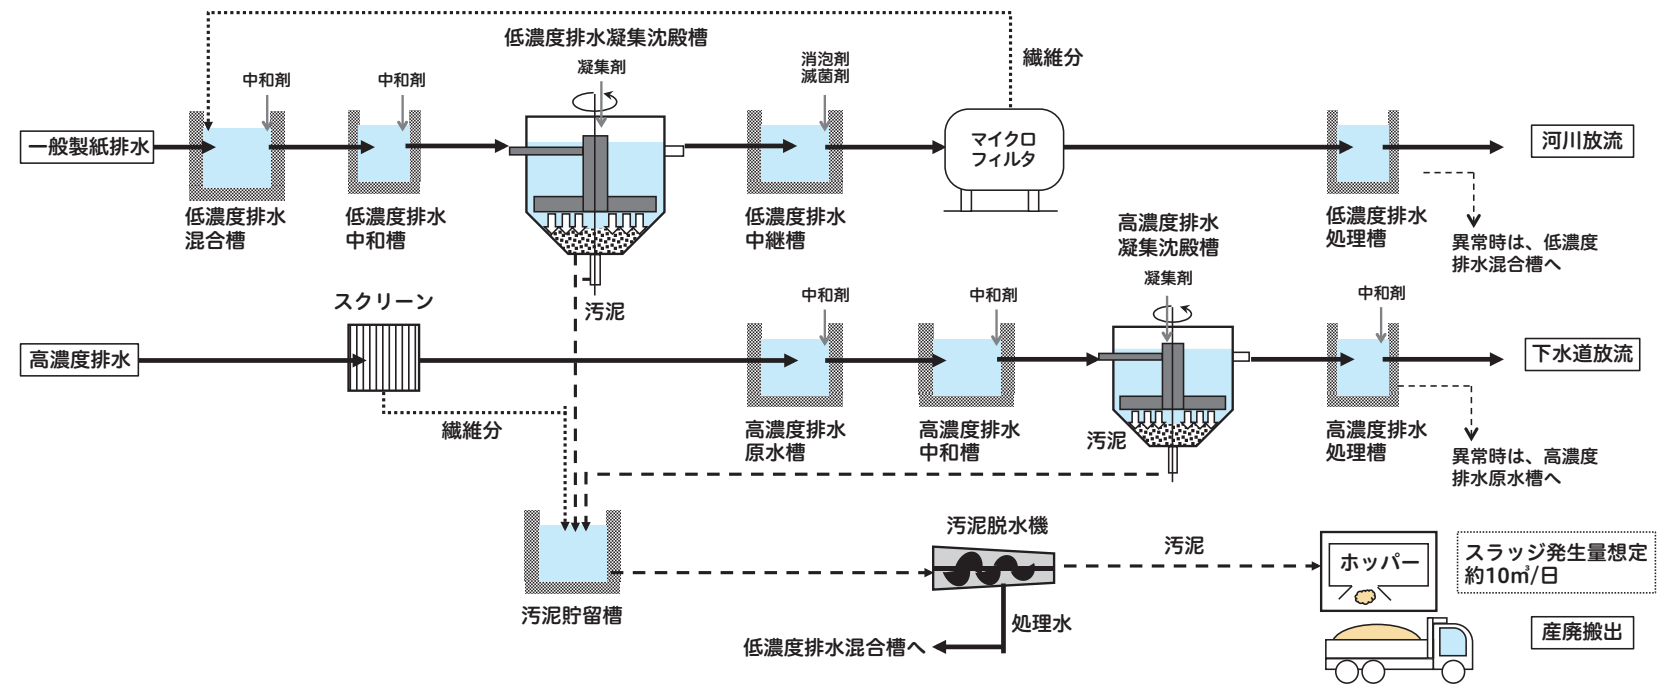 低濃度排水凝集沈殿槽
凝集剤
中和剤
中和剤
消泡剤
滅菌剤
繊維分
一般製紙排水
マイクロ
フィルタ
河川放流
低濃度排水
混合槽
低濃度排水
中和槽
低濃度排水
中継槽
低濃度排水
処理槽
異常時は、低濃度
排水混合槽へ
汚泥
高濃度排水
凝集沈殿槽
凝集剤
スクリーン
中和剤
中和剤
中和剤
高濃度排水
下水道放流
繊維分
高濃度排水
原水槽
高濃度排水
中和槽
汚泥
高濃度排水
処理槽
異常時は、高濃度
排水原水槽へ
汚泥貯留槽
汚泥脱水機
汚泥
処理水
低濃度排水混合槽へ
ホッパー
スラッジ発生量想定
約10㎥/日
産廃搬出